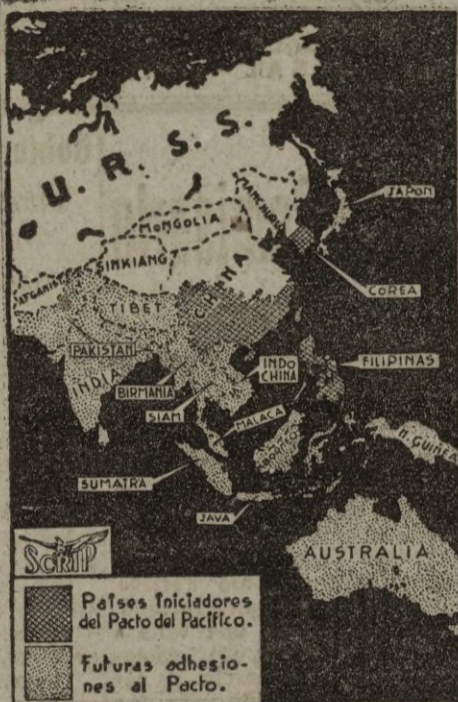 U. R. S. S.
MONGOLIA
MANCHURIA
JAPON
SINKIANG
AFGANIST
CHINA
COREA
TIBET
PAKISTAN
INDIA
BIRMANIA
SIAM
INDO
CHINA
FILIPINAS
MALACA
BORNEO
N. GUINEA
SUMATRA
JAVA
AUSTRALIA
SCRIP
Países iniciadores
del Pacto del Pacífico.
Futuras adhesio-
nes al Pacto.